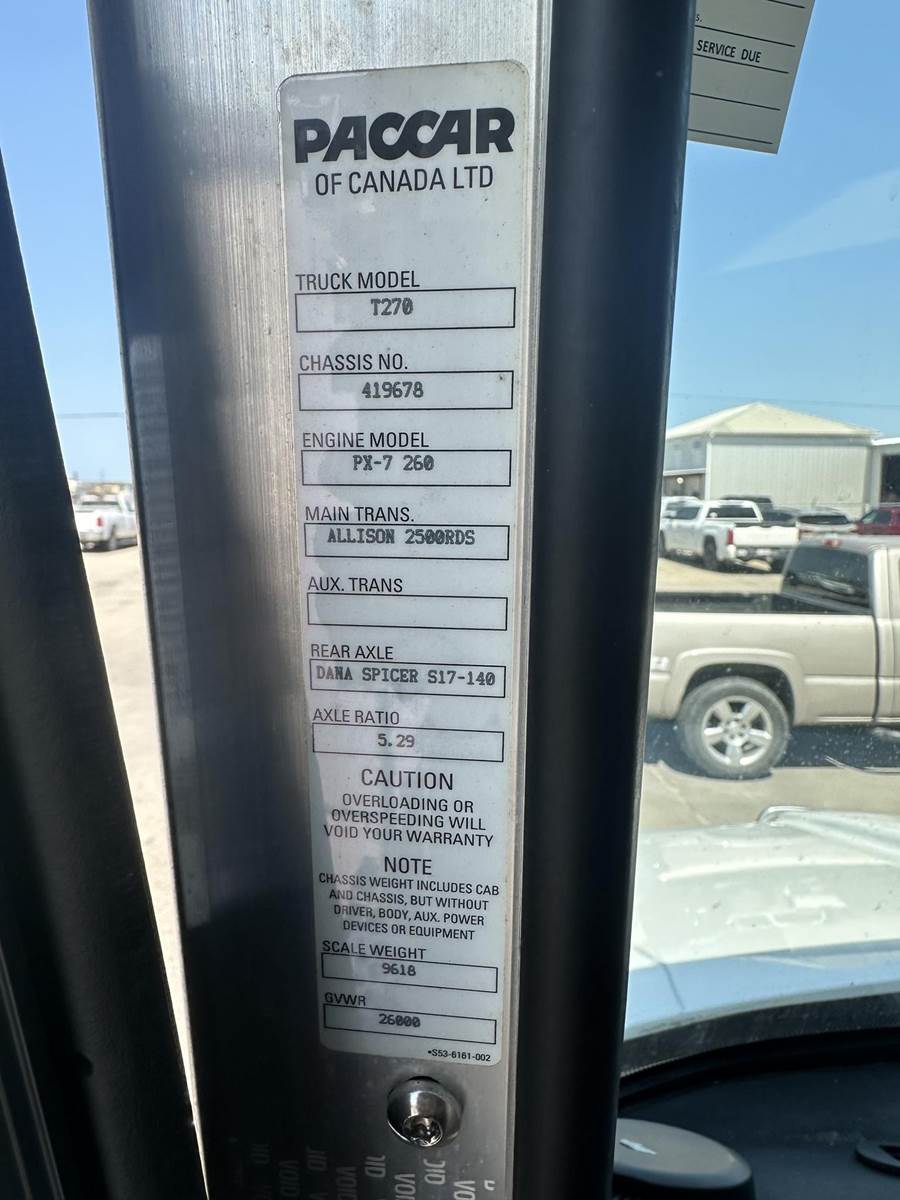 PACCAR
OF CANADA LTD
TRUCK MODEL
T270
CHASSIS NO.
419678
ENGINE MODEL
PX-7 260
MAIN TRANS.
ALLISON 2500RDS
AUX. TRANS
REAR AXLE
DANA SPICER S17-140
AXLE RATIO
5.29
CAUTION
OVERLOADING OR
OVERSPEEDING WILL
VOID YOUR WARRANTY
NOTE
CHASSIS WEIGHT INCLUDES CAB
AND CHASSIS, BUT WITHOUT
DRIVER, BODY, AUX. POWER
DEVICES OR EQUIPMENT
SCALE WEIGHT
9618
GVWR
26000
*S53-6161-002
SERVICE DUE
VOID
VOID